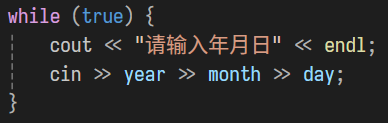 while (true) {
    cout << "请输入年月日" << endl;
    cin >> year >> month >> day;
}